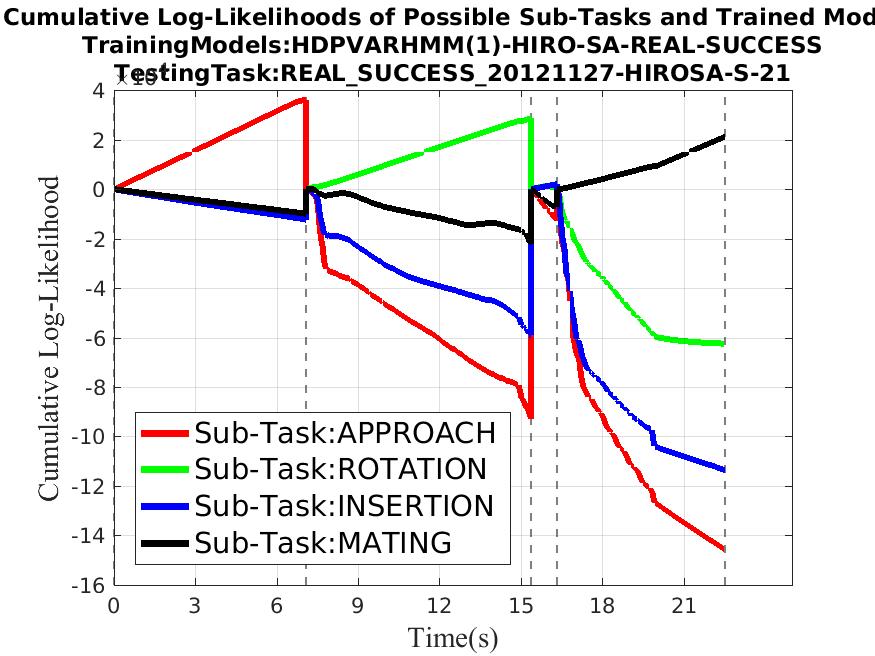 Cumulative Log-Likelihoods of Possible Sub-Tasks and Trained Mod
TrainingModels:HDPVARHMM(1)-HIRO-SA-REAL-SUCCESS
TestingTask:REAL_SUCCESS_20121127-HIROSA-S-21
4
2
0
-2
-4
-6
-8
-10
-12
-14
-16
Cumulative Log-Likelihood
Sub-Task:APPROACH
Sub-Task:ROTATION
Sub-Task:INSERTION
Sub-Task:MATING
0 3 6 9 12 15 18 21
Time(s)